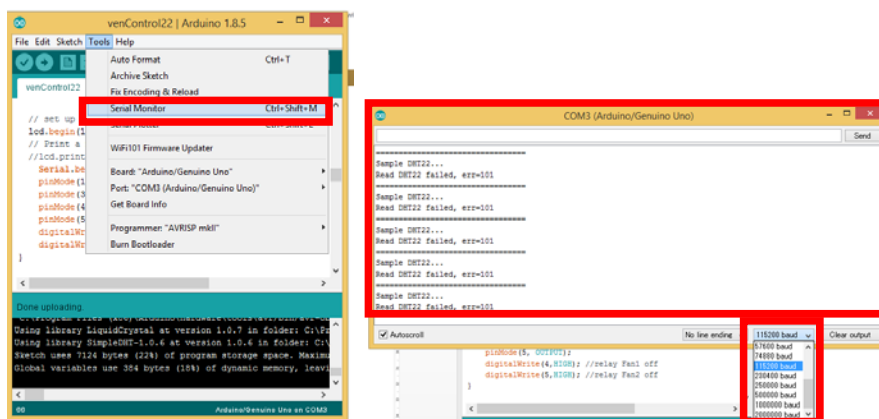 venControl22 | Arduino 1.8.5
File Edit Sketch Tools Help
Auto Format Ctrl+T
Archive Sketch
Fix Encoding & Reload
Serial Monitor Ctrl+Shift+M
WiFi101 Firmware Updater
Board: "Arduino/Genuino Uno"
Port: "COM3 (Arduino/Genuino Uno)"
Get Board Info
Programmer: "AVRISP mkII"
Burn Bootloader
venControl22
// set up
lcd.begin(1
// Print a
//lcd.print
Serial.be
pinMode(1
pinMode(3
pinMode(4
pinMode(5
digitalWr
digitalWr
}
Done uploading.
Using library LiquidCrystal at version 1.0.7 in folder: C:\Pr
Using library SimpleDHT-1.0.6 at version 1.0.6 in folder: C:\
Sketch uses 7124 bytes (22%) of program storage space. Maximu
Global variables use 384 bytes (18%) of dynamic memory, leavi
60 Arduino/Genuino Uno on COM3
COM3 (Arduino/Genuino Uno)
Send
=================================
Sample DHT22...
Read DHT22 failed, err=101
=================================
Sample DHT22...
Read DHT22 failed, err=101
=================================
Sample DHT22...
Read DHT22 failed, err=101
=================================
Sample DHT22...
Read DHT22 failed, err=101
=================================
Sample DHT22...
Read DHT22 failed, err=101
Autoscroll No line ending 115200 baud Clear output
57600 baud
74880 baud
115200 baud
230400 baud
250000 baud
500000 baud
1000000 baud
2000000 baud
pinMode(5, OUTPUT);
digitalWrite(4,HIGH); //relay Fan1 off
digitalWrite(5,HIGH); //relay Fan2 off
}